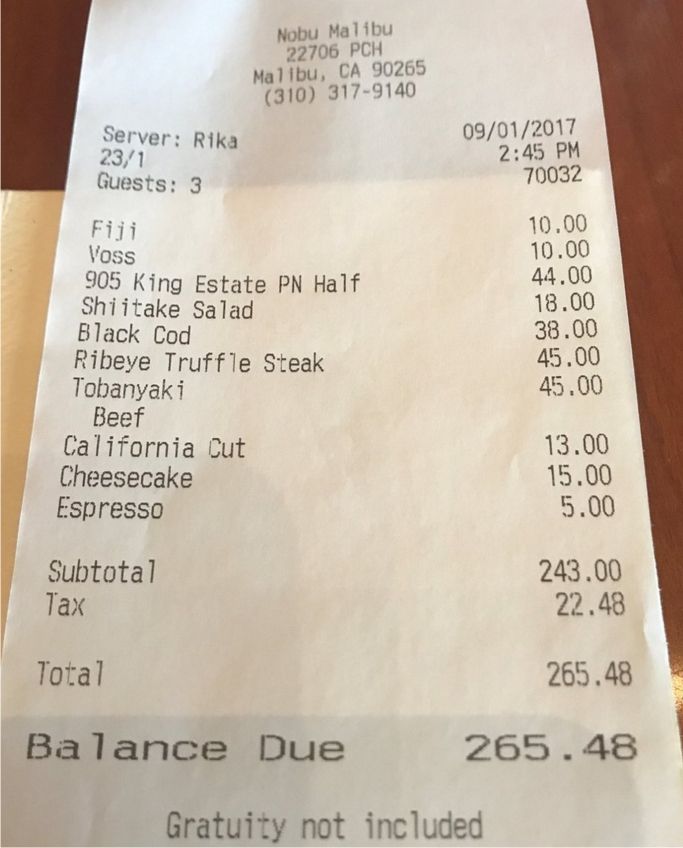 Nobu Malibu
22706 PCH
Malibu, CA 90265
(310) 317-9140
Server: Rika 09/01/2017
23/1 2:45 PM
Guests: 3 70032
Fiji 10.00
Voss 10.00
905 King Estate PN Half 44.00
Shiitake Salad 18.00
Black Cod 38.00
Ribeye Truffle Steak 45.00
Tobanyaki 45.00
Beef
California Cut 13.00
Cheesecake 15.00
Espresso 5.00
Subtotal 243.00
Tax 22.48
Total 265.48
Balance Due 265.48
Gratuity not included